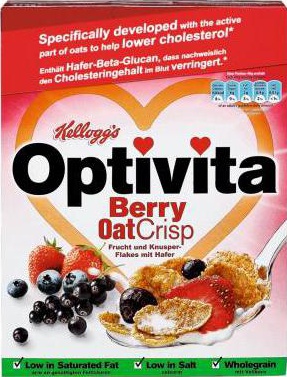 Specifically developed with the active
part of oats to help lower cholesterol*
Enthält Hafer-Beta-Glucan, dass nachweislich
den Cholesteringehalt im Blut verringert.*
Kellogg's
Optivita
Berry
OatCrisp
Frucht und Knusper-
Flakes mit Hafer
Low in Saturated Fat
Low in Salt
Wholegrain